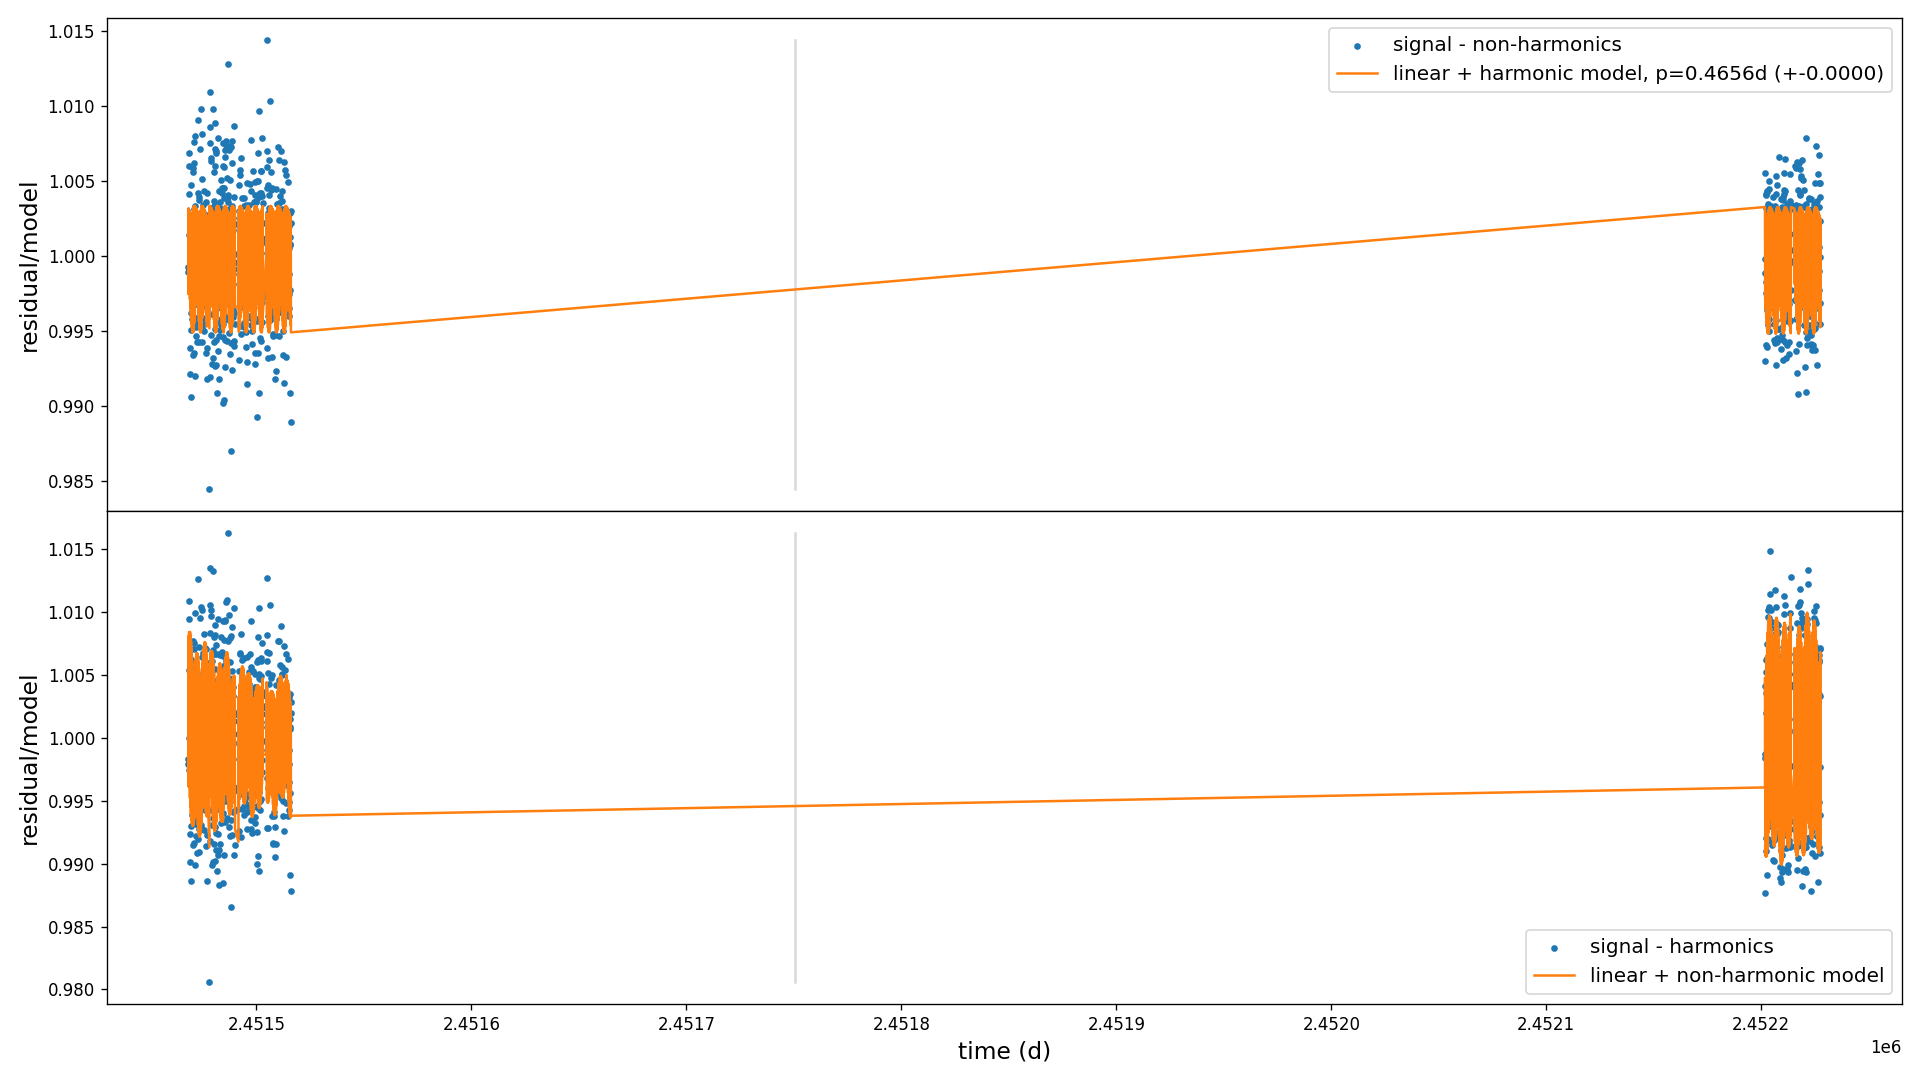 1.015
1.010
1.005
1.000
0.995
0.990
0.985
residual/model
signal - non-harmonics
linear + harmonic model, p=0.4656d (+-0.0000)
1.015
1.010
1.005
1.000
0.995
0.990
0.985
0.980
residual/model
signal - harmonics
linear + non-harmonic model
2.4515 2.4516 2.4517 2.4518 2.4519 2.4520 2.4521 2.4522
1e6
time (d)